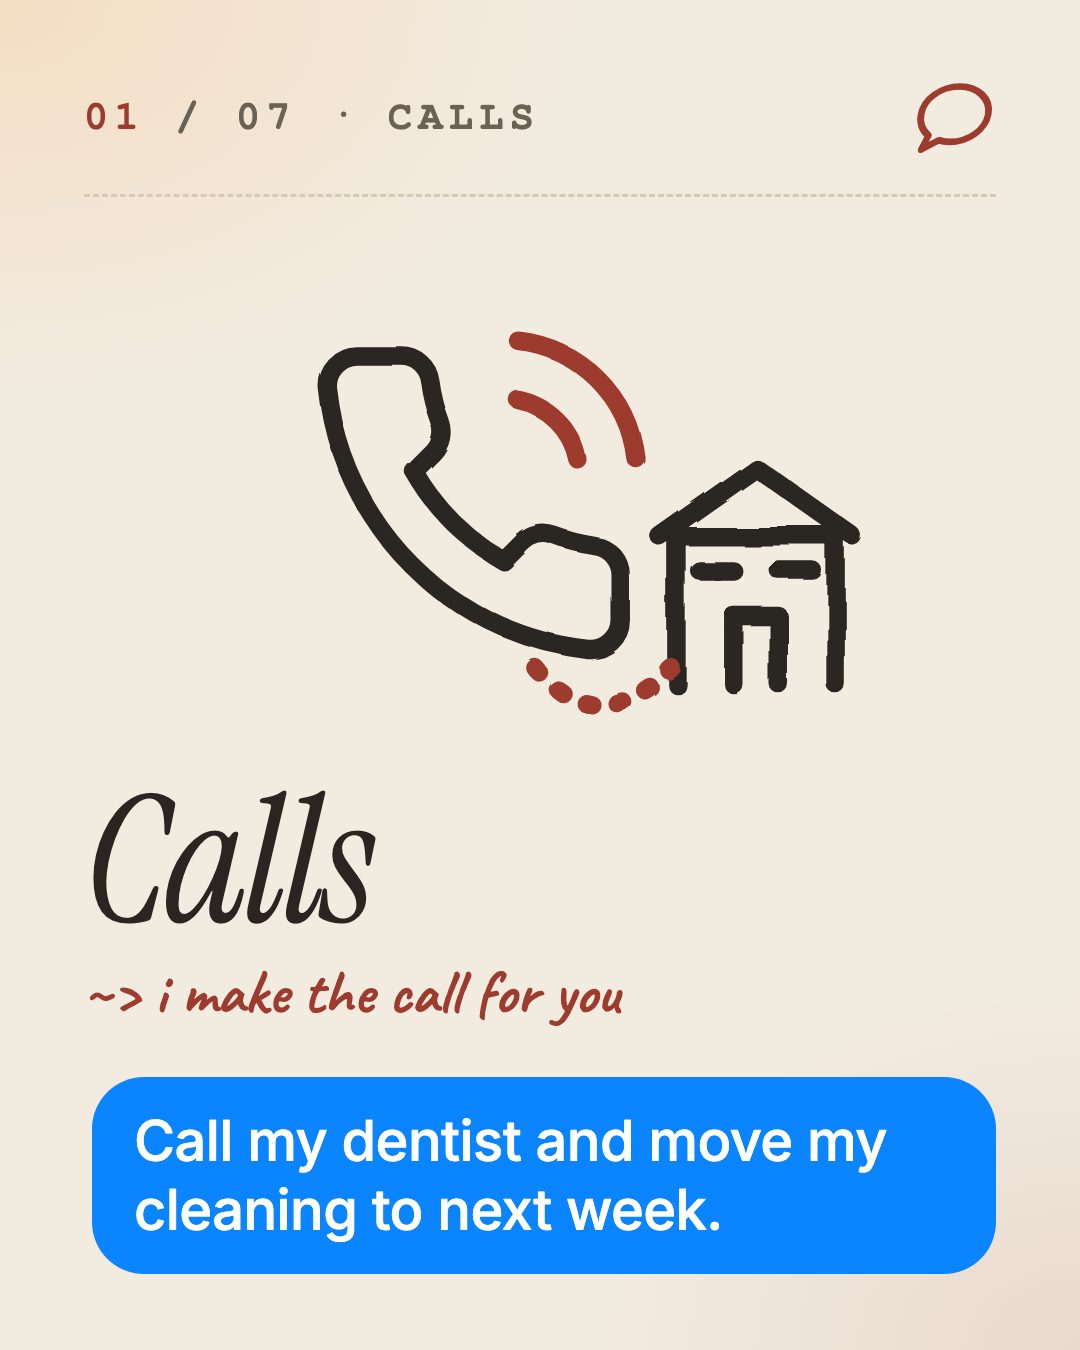 01 / 07 · CALLS
Calls
~> i make the call for you
Call my dentist and move my
cleaning to next week.